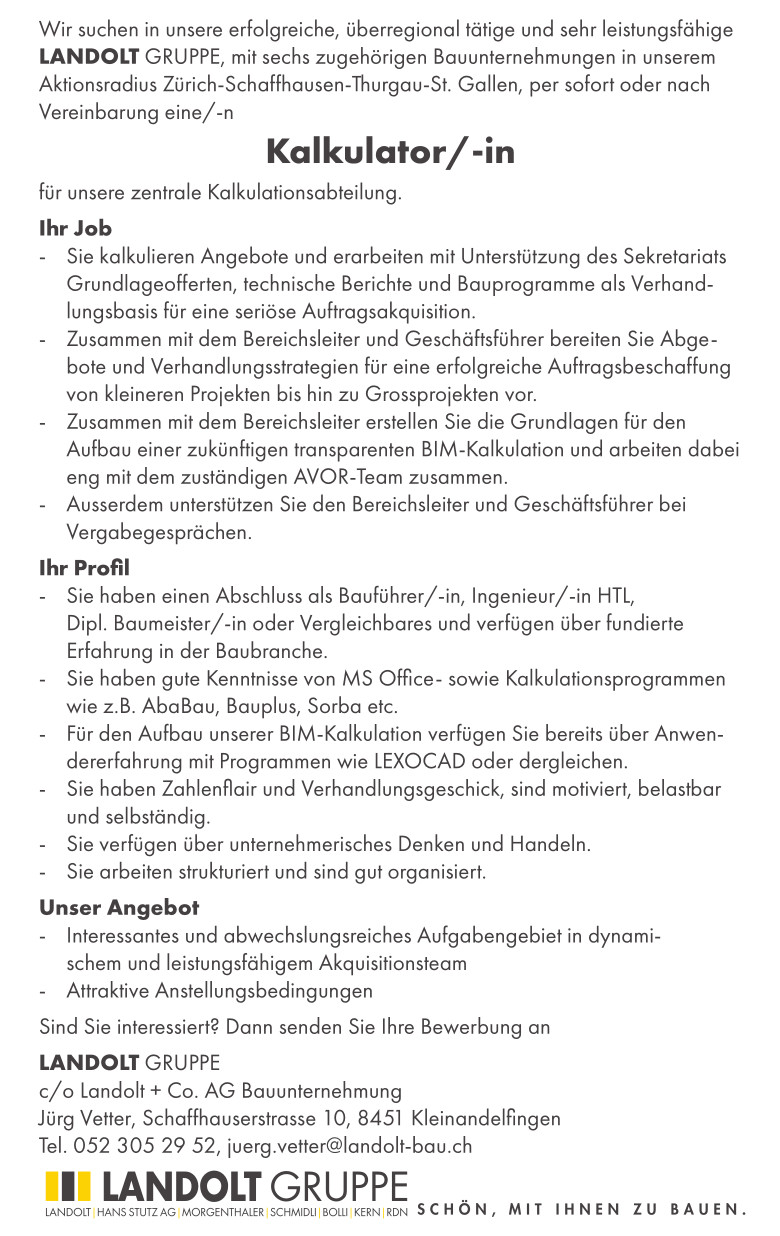 Wir suchen in unsere erfolgreiche, überregional tätige und sehr leistungsfähige
LANDOLT GRUPPE, mit sechs zugehörigen Bauunternehmungen in unserem
Aktionsradius Zürich-Schaffhausen-Thurgau-St. Gallen, per sofort oder nach
Vereinbarung eine/-n
Kalkulator/-in
für unsere zentrale Kalkulationsabteilung.
Ihr Job
- Sie kalkulieren Angebote und erarbeiten mit Unterstützung des Sekretariats
Grundlageofferten, technische Berichte und Bauprogramme als Verhand-
lungsbasis für eine seriöse Auftragsakquisition.
- Zusammen mit dem Bereichsleiter und Geschäftsführer bereiten Sie Abge-
bote und Verhandlungsstrategien für eine erfolgreiche Auftragsbeschaffung
von kleineren Projekten bis hin zu Grossprojekten vor.
- Zusammen mit dem Bereichsleiter erstellen Sie die Grundlagen für den
Aufbau einer zukünftigen transparenten BIM-Kalkulation und arbeiten dabei
eng mit dem zuständigen AVOR-Team zusammen.
- Ausserdem unterstützen Sie den Bereichsleiter und Geschäftsführer bei
Vergabegesprächen.
Ihr Profil
- Sie haben einen Abschluss als Bauführer/-in, Ingenieur/-in HTL,
Dipl. Baumeister/-in oder Vergleichbares und verfügen über fundierte
Erfahrung in der Baubranche.
- Sie haben gute Kenntnisse von MS Office- sowie Kalkulationsprogrammen
wie z.B. AbaBau, Bauplus, Sorba etc.
- Für den Aufbau unserer BIM-Kalkulation verfügen Sie bereits über Anwen-
dererfahrung mit Programmen wie LEXOCAD oder dergleichen.
- Sie haben Zahlenflair und Verhandlungsgeschick, sind motiviert, belastbar
und selbständig.
- Sie verfügen über unternehmerisches Denken und Handeln.
- Sie arbeiten strukturiert und sind gut organisiert.
Unser Angebot
- Interessantes und abwechslungsreiches Aufgabengebiet in dynami-
schem und leistungsfähigem Akquisitionsteam
- Attraktive Anstellungsbedingungen
Sind Sie interessiert? Dann senden Sie Ihre Bewerbung an
LANDOLT GRUPPE
c/o Landolt + Co. AG Bauunternehmung
Jürg Vetter, Schaffhauserstrasse 10, 8451 Kleinandelfingen
Tel. 052 305 29 52, juerg.vetter@landolt-bau.ch
LANDOLT GRUPPE
LANDOLT|HANS STUTZ AG|MORGENTHALER|SCHMIDLI|BOLLI|KERN|RDN SCHÖN, MIT IHNEN ZU BAUEN.